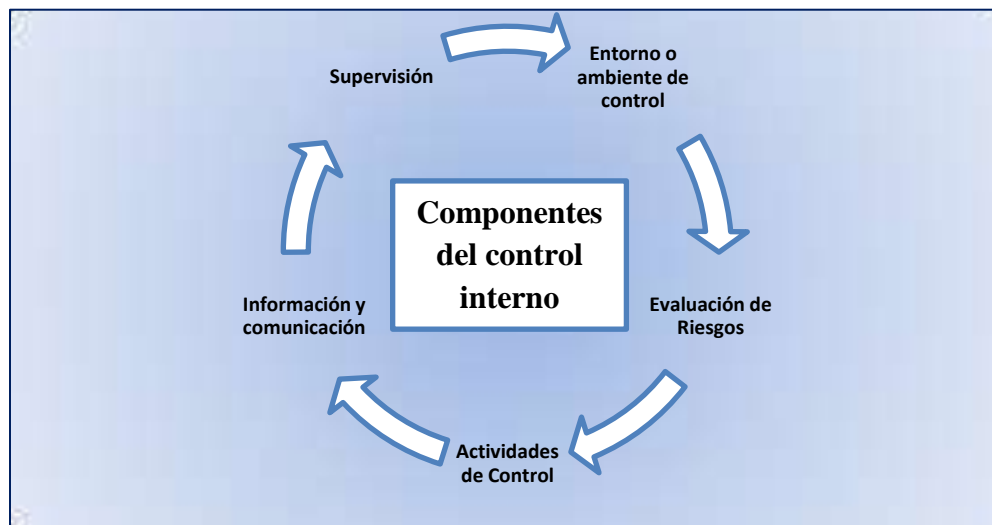 Supervisión
Entorno o
ambiente de
control
Componentes
del control
interno
Información y
comunicación
Evaluación de
Riesgos
Actividades
de Control